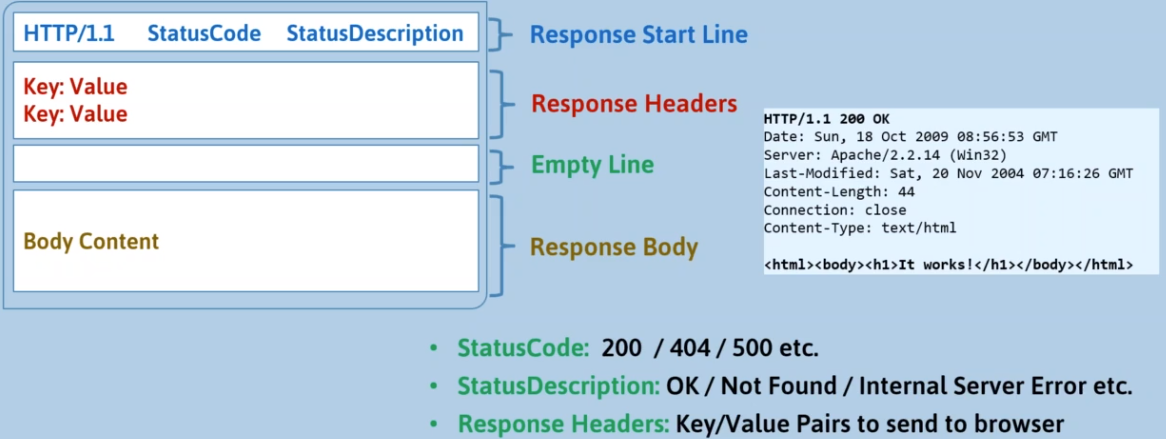 HTTP/1.1 StatusCode StatusDescription
Response Start Line
Key: Value
Key: Value
Response Headers
Empty Line
Body Content
Response Body
HTTP/1.1 200 OK
Date: Sun, 18 Oct 2009 08:56:53 GMT
Server: Apache/2.2.14 (Win32)
Last-Modified: Sat, 20 Nov 2004 07:16:26 GMT
Content-Length: 44
Connection: close
Content-Type: text/html
<html><body><h1>It works!</h1></body></html>
• StatusCode: 200 / 404 / 500 etc.
• StatusDescription: OK / Not Found / Internal Server Error etc.
• Response Headers: Key/Value Pairs to send to browser